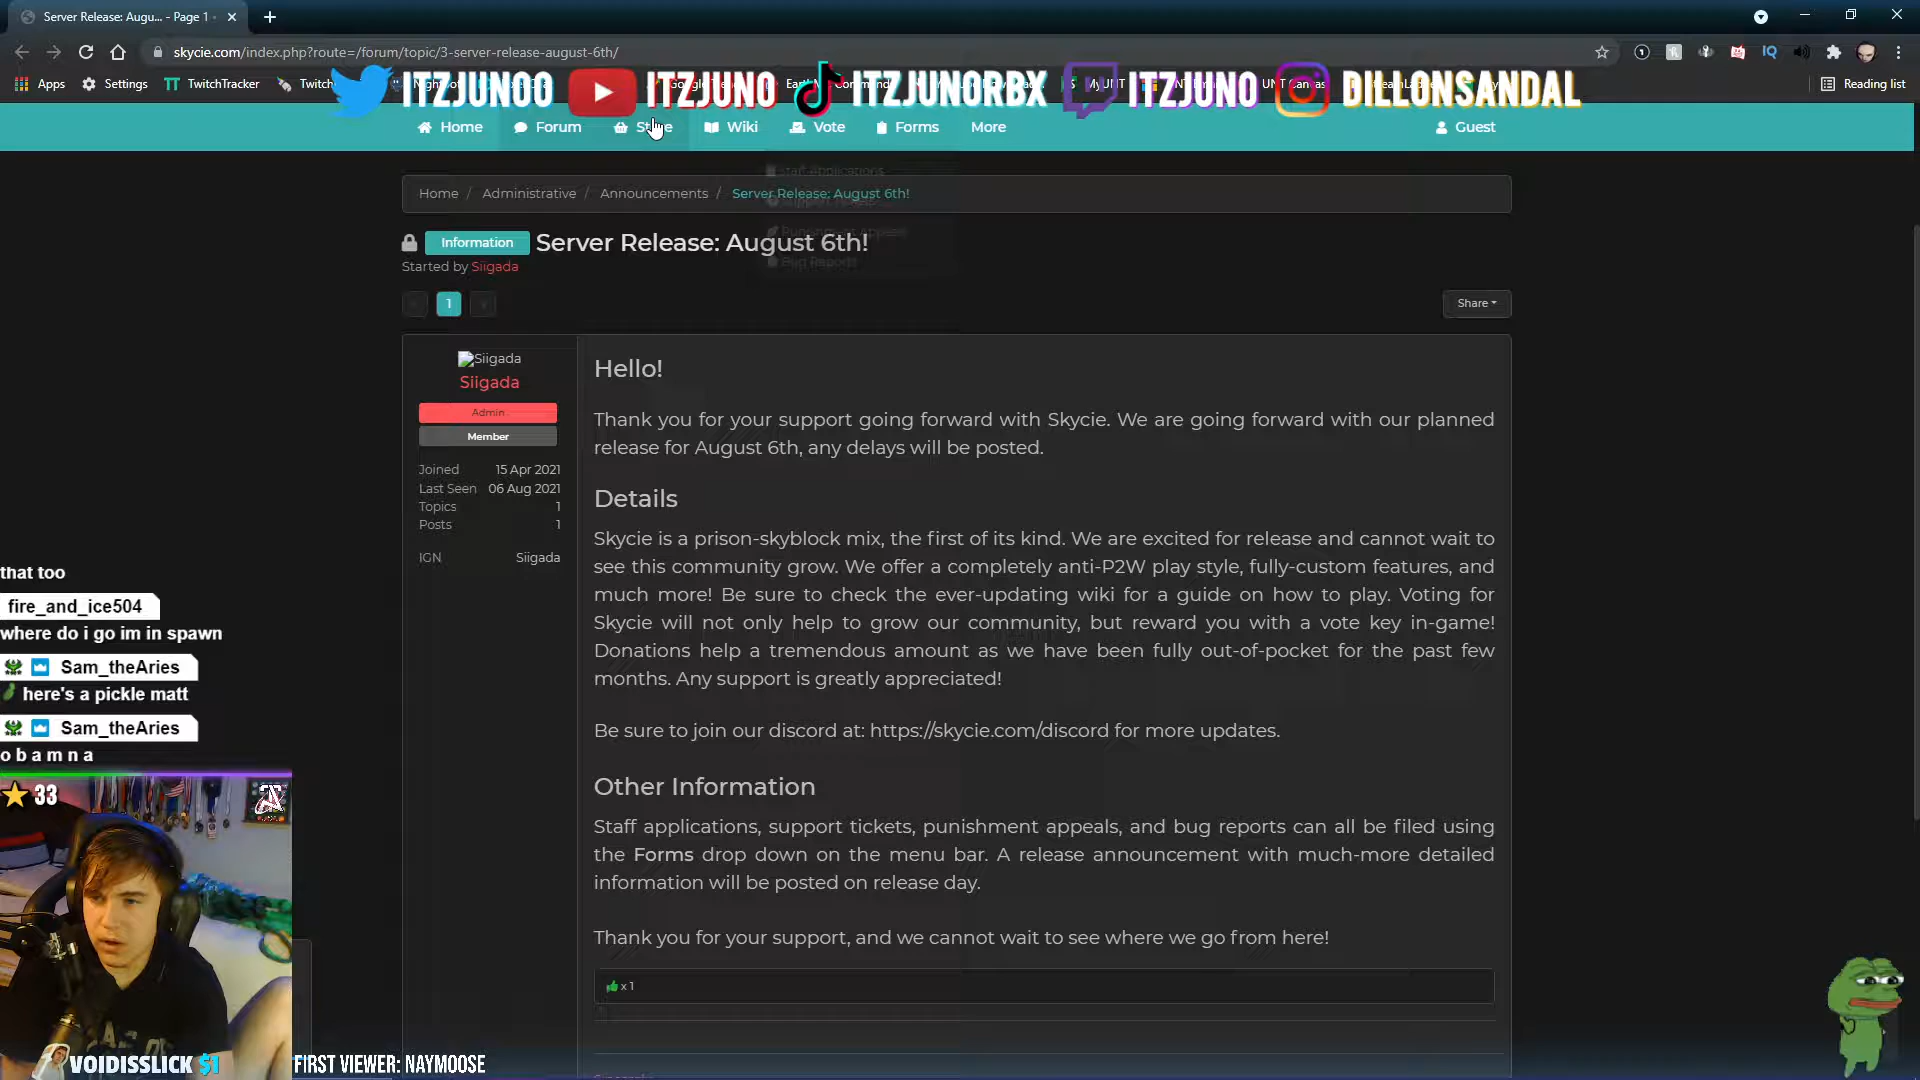 Server Release: Augu... - Page 1
skycie.com/index.php?route=/forum/topic/3-server-release-august-6th/
Apps
Settings
TwitchTracker
Twitch
Reading list
ITZJUNOO
ITZJUNO
ITZJUNORBX
ITZJUNO
DILLONSANDAL
Home
Forum
Store
Wiki
Vote
Forms
More
Guest
Staff Applications
Punishment Appeals
Bug Reports
Home / Administrative / Announcements / Server Release: August 6th!
Information Server Release: August 6th!
Started by Siigada
1
Share
Siigada
Siigada
Admin
Member
Joined 15 Apr 2021
Last Seen 06 Aug 2021
Topics 1
Posts 1
IGN Siigada
Hello!
Thank you for your support going forward with Skycie. We are going forward with our planned
release for August 6th, any delays will be posted.
Details
Skycie is a prison-skyblock mix, the first of its kind. We are excited for release and cannot wait to
see this community grow. We offer a completely anti-P2W play style, fully-custom features, and
much more! Be sure to check the ever-updating wiki for a guide on how to play. Voting for
Skycie will not only help to grow our community, but reward you with a vote key in-game!
Donations help a tremendous amount as we have been fully out-of-pocket for the past few
months. Any support is greatly appreciated!
Be sure to join our discord at: https://skycie.com/discord for more updates.
Other Information
Staff applications, support tickets, punishment appeals, and bug reports can all be filed using
the Forms drop down on the menu bar. A release announcement with much-more detailed
information will be posted on release day.
Thank you for your support, and we cannot wait to see where we go from here!
x 1
that too
fire_and_ice504
where do i go im in spawn
Sam_theAries
here's a pickle matt
Sam_theAries
o b a m n a
33
VOIDISSLICK $1
FIRST VIEWER: NAYMOOSE